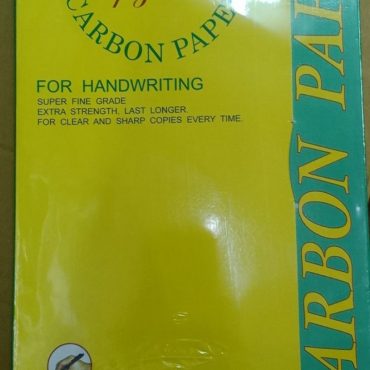 CARBON PAPE
FOR HANDWRITING
SUPER FINE GRADE
EXTRA STRENGTH, LAST LONGER.
FOR CLEAR AND SHARP COPIES EVERY TIME.
ARBON PAP